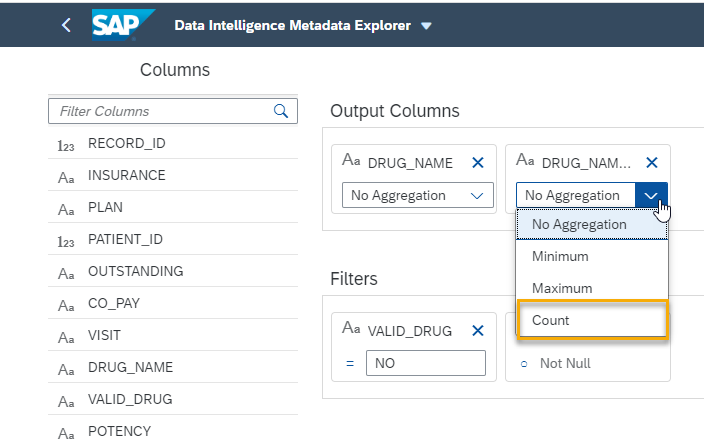 SAP Data Intelligence Metadata Explorer
Columns
Filter Columns
123 RECORD_ID
Aa INSURANCE
Aa PLAN
123 PATIENT_ID
Aa OUTSTANDING
Aa CO_PAY
Aa VISIT
Aa DRUG_NAME
Aa VALID_DRUG
Aa POTENCY
Output Columns
Aa DRUG_NAME
No Aggregation
Aa DRUG_NAM...
No Aggregation
No Aggregation
Minimum
Maximum
Count
Filters
Aa VALID_DRUG
= NO
Not Null